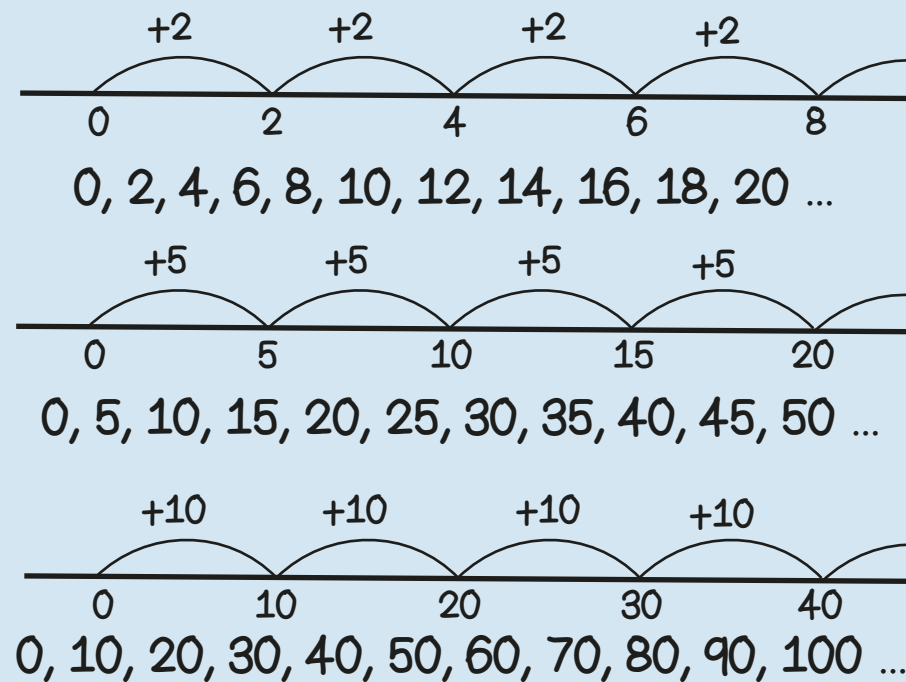 +2 +2 +2 +2
0 2 4 6 8
0, 2, 4, 6, 8, 10, 12, 14, 16, 18, 20 ...
+5 +5 +5 +5
0 5 10 15 20
0, 5, 10, 15, 20, 25, 30, 35, 40, 45, 50 ...
+10 +10 +10 +10
0 10 20 30 40
0, 10, 20, 30, 40, 50, 60, 70, 80, 90, 100 ...